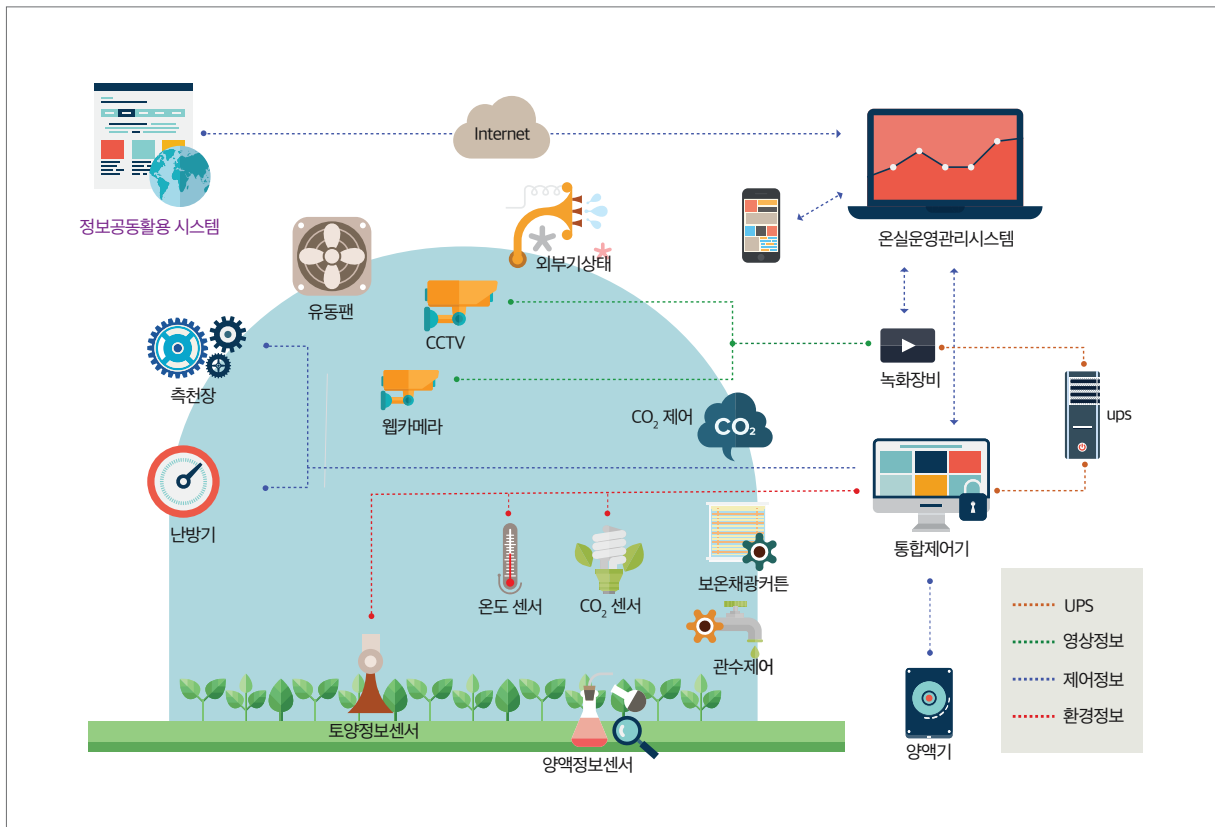 Internet
정보공동활용 시스템
온실운영관리시스템
외부기상태
유동팬
CCTV
측천장
녹화장비
웹카메라
CO₂ 제어
CO₂
ups
난방기
통합제어기
보온채광커튼
온도 센서
CO₂ 센서
관수제어
토양정보센서
양액정보센서
양액기
UPS
영상정보
제어정보
환경정보